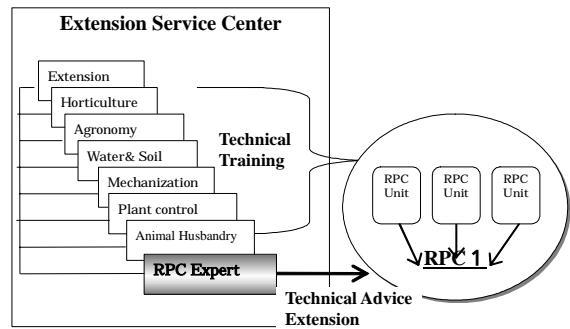 Extension Service Center
Extension
Horticulture
Agronomy
Water& Soil
Mechanization
Plant control
Animal Husbandry
RPC Expert
Technical
Training
RPC
Unit
RPC
Unit
RPC
Unit
RPC 1
Technical Advice
Extension